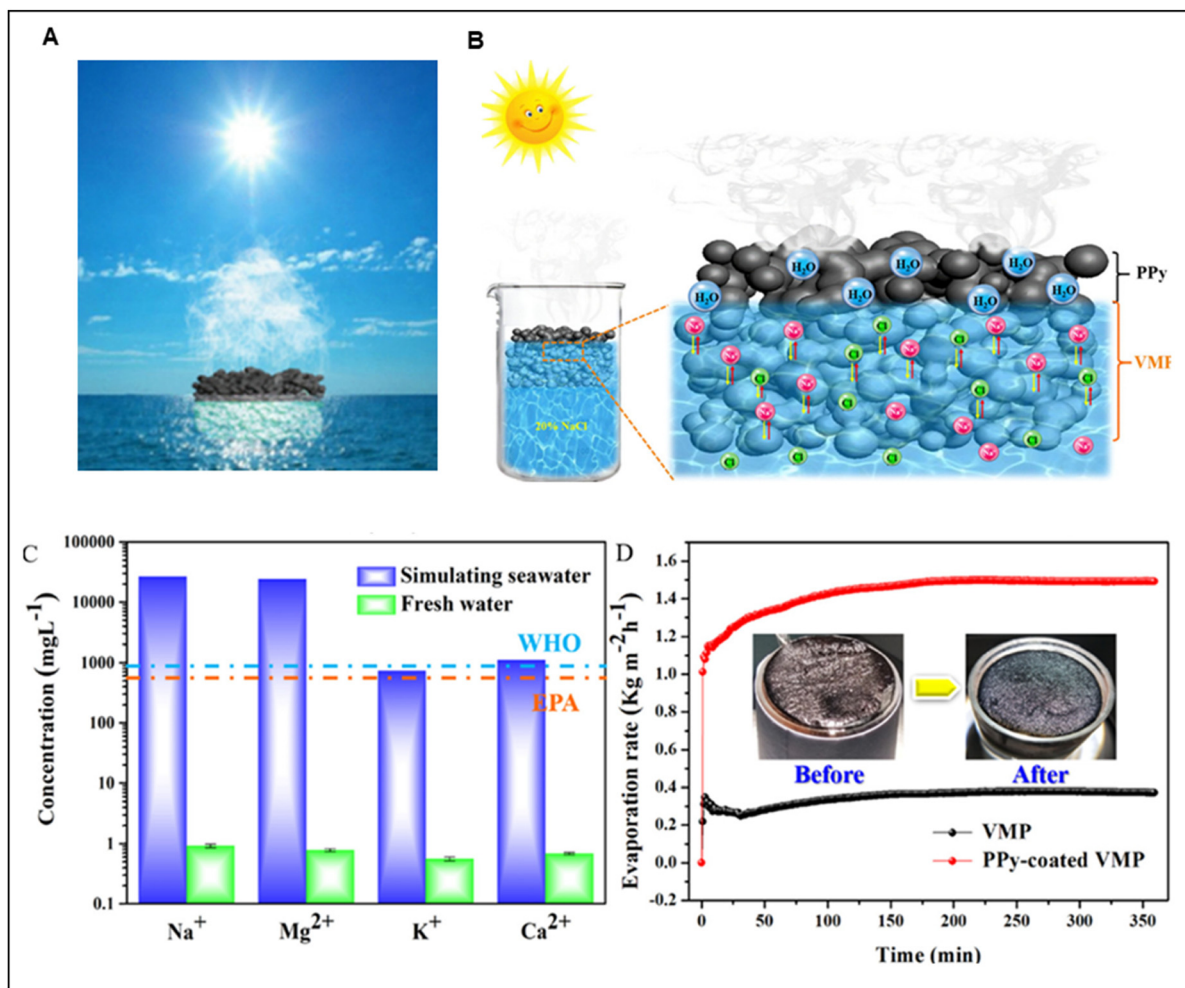 A
B
H₂O
H₂O
H₂O
H₂O
H₂O
H₂O
H₂O
PPy
VMP
20% NaCl
Na⁺
Cl⁻
C
Concentration (mgL⁻¹)
100000
10000
1000
100
10
1
0.1
Simulating seawater
Fresh water
WHO
EPA
Na⁺
Mg²⁺
K⁺
Ca²⁺
D
Evaporation rate (Kg m⁻²h⁻¹)
1.6
1.4
1.2
1.0
0.8
0.6
0.4
0.2
0.0
-0.2
Before
After
VMP
PPy-coated VMP
0
50
100
150
200
250
300
350
Time (min)